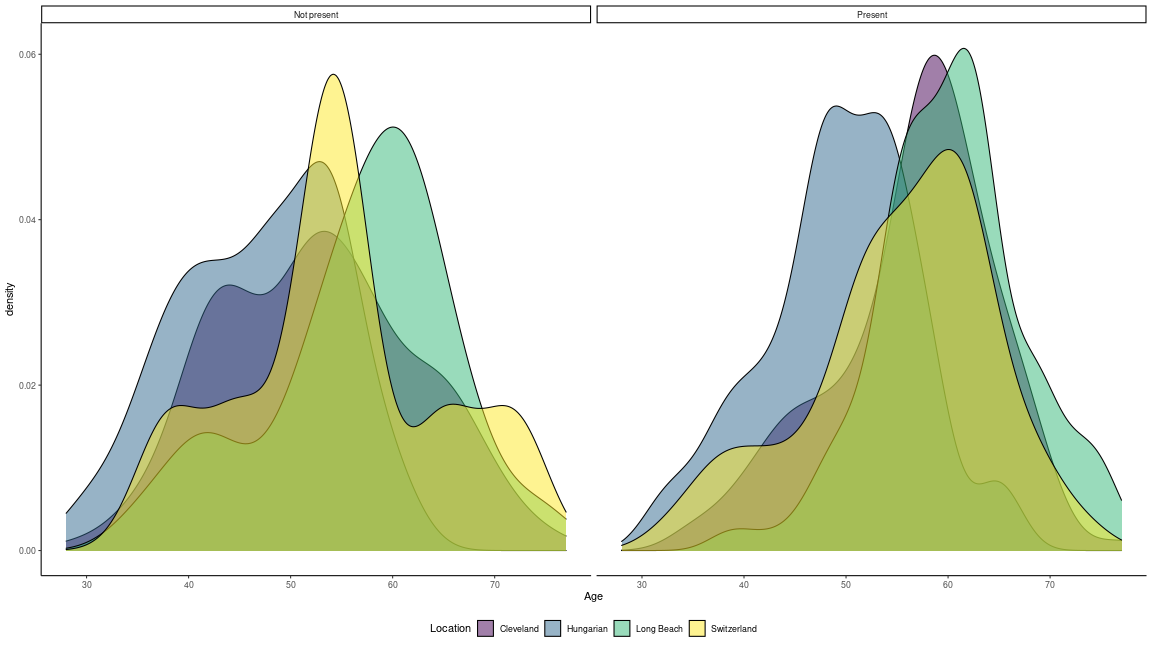 Not present
Present
density
0.06
0.04
0.02
0.00
30 40 50 60 70
30 40 50 60 70
Age
Location Cleveland Hungarian Long Beach Switzerland